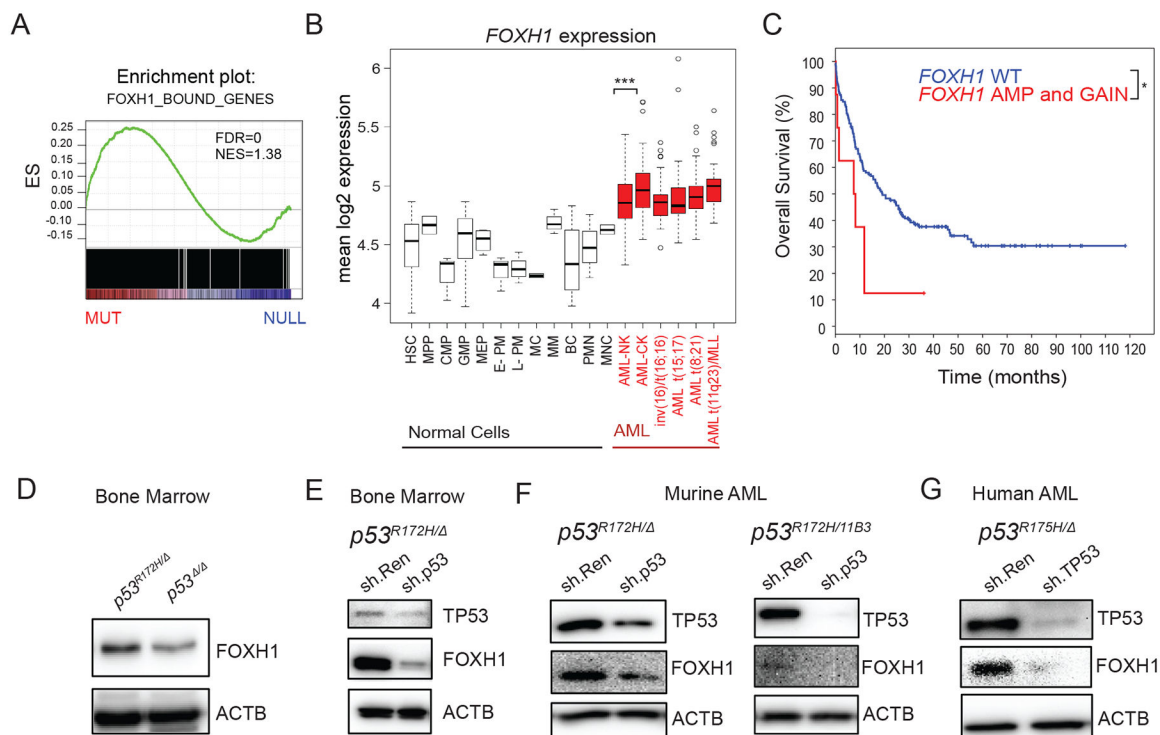 A
Enrichment plot:
FOXH1_BOUND_GENES
FDR=0
NES=1.38
ES
0.25
0.20
0.15
0.10
0.05
0.00
-0.10
-0.15
MUT
NULL
B
FOXH1 expression
mean log2 expression
6
5.5
5
4.5
4
***
HSC
MPP
CMP
GMP
MEP
E- PM
L- PM
MC
MM
BC
PMN
MNC
AML-NK
AML-CK
inv(16)/t(16;16)
AML t(15;17)
AML t(8;21)
AML t(11q23)/MLL
Normal Cells
AML
C
FOXH1 WT
FOXH1 AMP and GAIN
*
Overall Survival (%)
100
90
80
70
60
50
40
30
20
10
0
0 10 20 30 40 50 60 70 80 90 100 110 120
Time (months)
D
Bone Marrow
p53R172H/Δ
p53Δ/Δ
FOXH1
ACTB
E
Bone Marrow
p53R172H/Δ
sh.Ren
sh.p53
TP53
FOXH1
ACTB
F
Murine AML
p53R172H/Δ
sh.Ren
sh.p53
TP53
FOXH1
ACTB
p53R172H/11B3
sh.Ren
sh.p53
TP53
FOXH1
ACTB
G
Human AML
p53R175H/Δ
sh.Ren
sh.TP53
TP53
FOXH1
ACTB